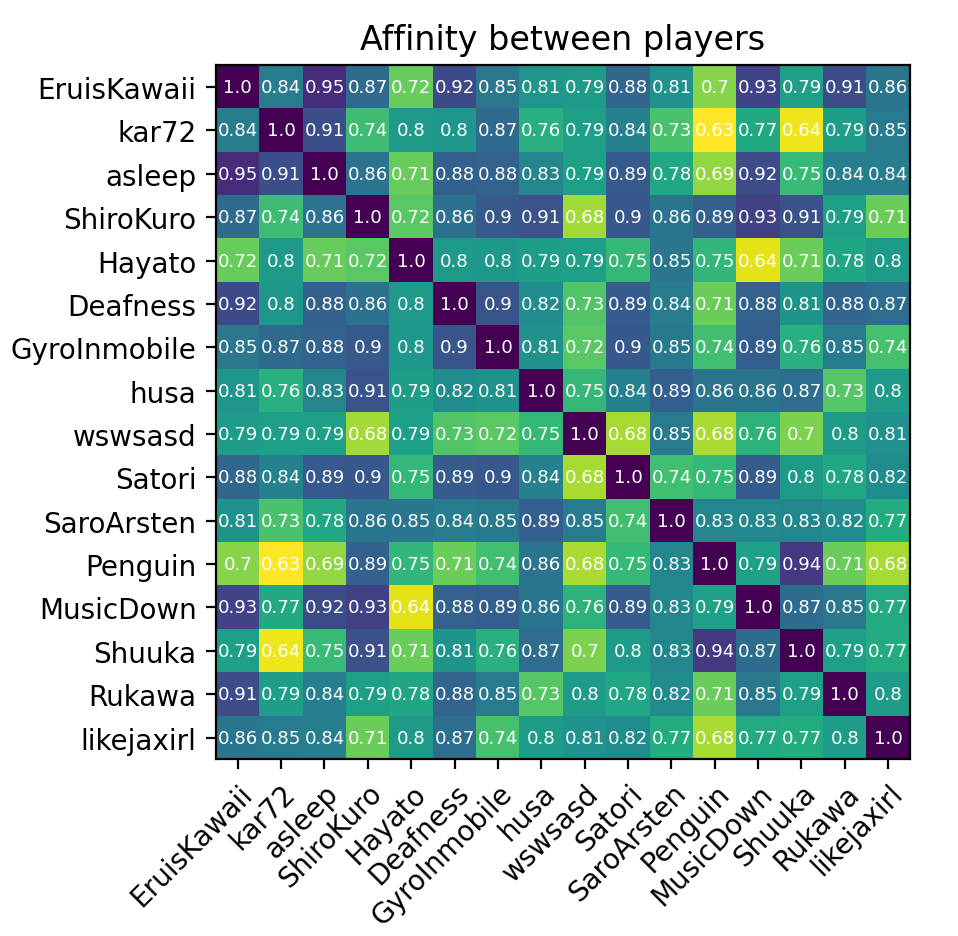 Affinity between players
EruisKawaii 1.0 0.84 0.95 0.87 0.72 0.92 0.85 0.81 0.79 0.88 0.81 0.7 0.93 0.79 0.91 0.86
kar72 0.84 1.0 0.91 0.74 0.8 0.8 0.87 0.76 0.79 0.84 0.73 0.63 0.77 0.64 0.79 0.85
asleep 0.95 0.91 1.0 0.86 0.71 0.88 0.88 0.83 0.79 0.89 0.78 0.69 0.92 0.75 0.84 0.84
ShiroKuro 0.87 0.74 0.86 1.0 0.72 0.86 0.9 0.91 0.68 0.9 0.86 0.89 0.93 0.91 0.79 0.71
Hayato 0.72 0.8 0.71 0.72 1.0 0.8 0.8 0.79 0.79 0.75 0.85 0.75 0.64 0.71 0.78 0.8
Deafness 0.92 0.8 0.88 0.86 0.8 1.0 0.9 0.82 0.73 0.89 0.84 0.71 0.88 0.81 0.88 0.87
GyroInmobile 0.85 0.87 0.88 0.9 0.8 0.9 1.0 0.81 0.72 0.9 0.85 0.74 0.89 0.76 0.85 0.74
husa 0.81 0.76 0.83 0.91 0.79 0.82 0.81 1.0 0.75 0.84 0.89 0.86 0.86 0.87 0.73 0.8
wswsasd 0.79 0.79 0.79 0.68 0.79 0.73 0.72 0.75 1.0 0.68 0.85 0.68 0.76 0.7 0.8 0.81
Satori 0.88 0.84 0.89 0.9 0.75 0.89 0.9 0.84 0.68 1.0 0.74 0.75 0.89 0.8 0.78 0.82
SaroArsten 0.81 0.73 0.78 0.86 0.85 0.84 0.85 0.89 0.85 0.74 1.0 0.83 0.83 0.83 0.82 0.77
Penguin 0.7 0.63 0.69 0.89 0.75 0.71 0.74 0.86 0.68 0.75 0.83 1.0 0.79 0.94 0.71 0.68
MusicDown 0.93 0.77 0.92 0.93 0.64 0.88 0.89 0.86 0.76 0.89 0.83 0.79 1.0 0.87 0.85 0.77
Shuuka 0.79 0.64 0.75 0.91 0.71 0.81 0.76 0.87 0.7 0.8 0.83 0.94 0.87 1.0 0.79 0.77
Rukawa 0.91 0.79 0.84 0.79 0.78 0.88 0.85 0.73 0.8 0.78 0.82 0.71 0.85 0.79 1.0 0.8
likejaxirl 0.86 0.85 0.84 0.71 0.8 0.87 0.74 0.8 0.81 0.82 0.77 0.68 0.77 0.77 0.8 1.0
EruisKawaii
kar72
asleep
ShiroKuro
Hayato
Deafness
GyroInmobile
husa
wswsasd
Satori
SaroArsten
Penguin
MusicDown
Shuuka
Rukawa
likejaxirl